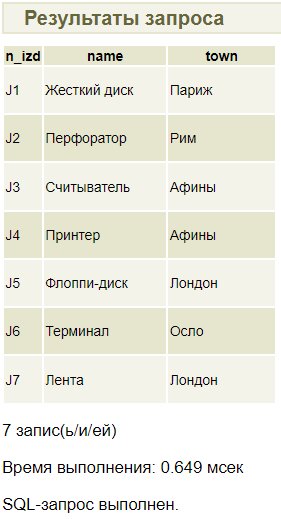 Результаты запроса
n_izd name town
J1 Жесткий диск Париж
J2 Перфоратор Рим
J3 Считыватель Афины
J4 Принтер Афины
J5 Флоппи-диск Лондон
J6 Терминал Осло
J7 Лента Лондон
7 запис(ь/и/ей)
Время выполнения: 0.649 мсек
SQL-запрос выполнен.